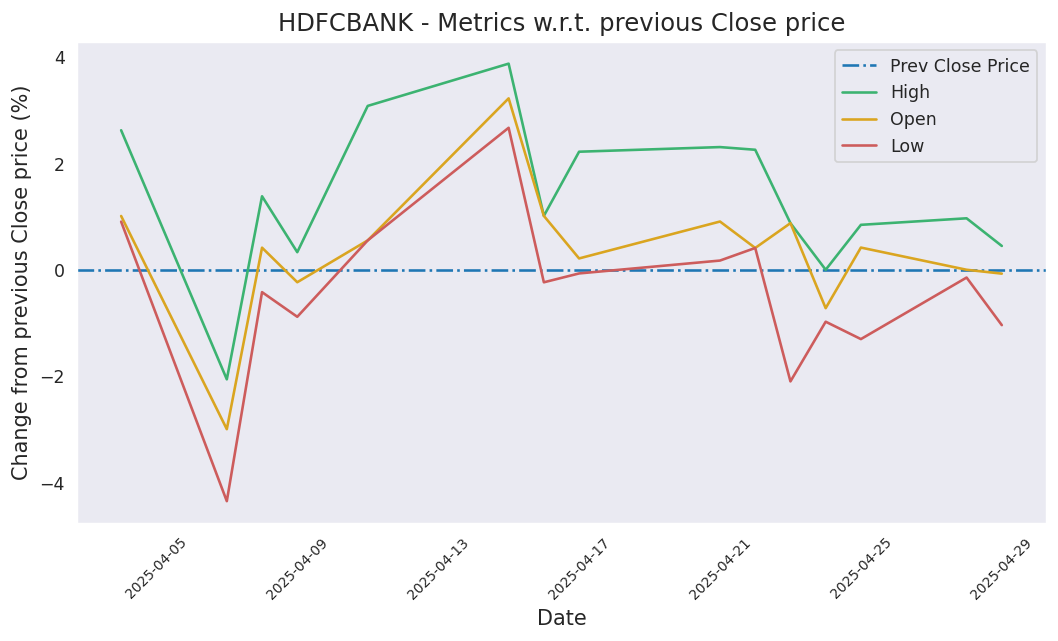 HDFCBANK - Metrics w.r.t. previous Close price
Change from previous Close price (%)
4
2
0
−2
−4
Prev Close Price
High
Open
Low
2025-04-05
2025-04-09
2025-04-13
2025-04-17
2025-04-21
2025-04-25
2025-04-29
Date